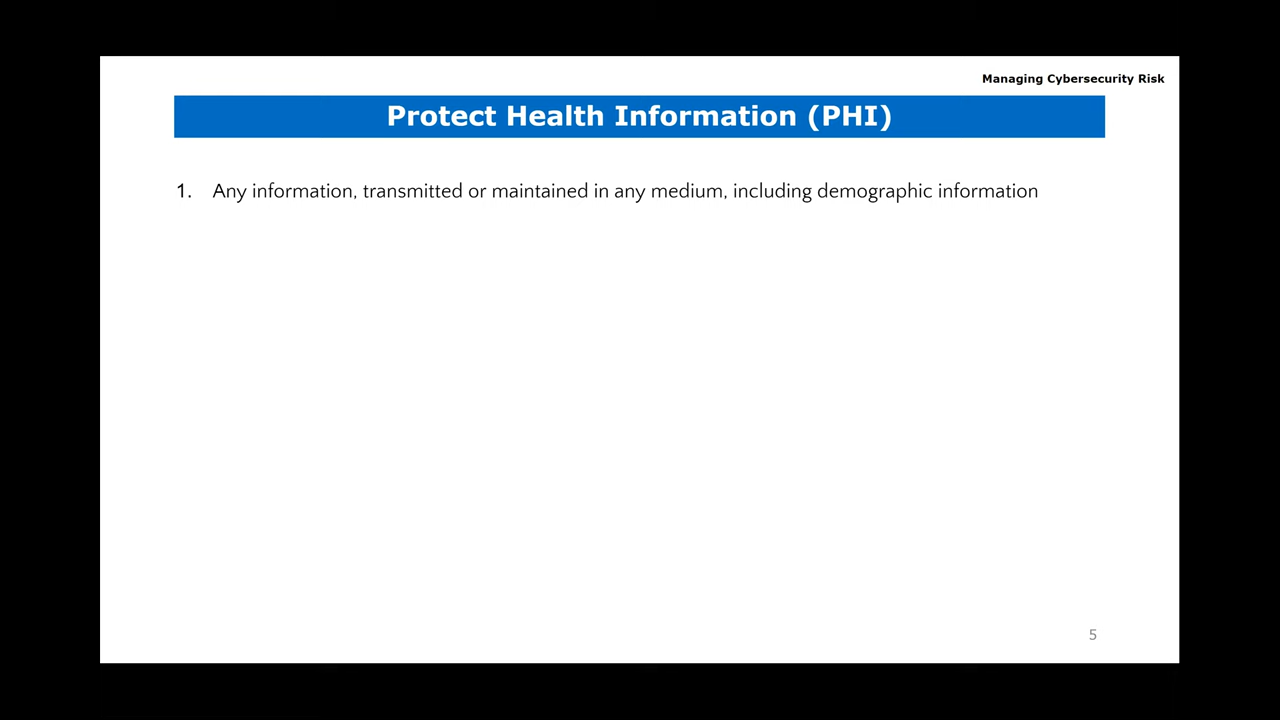 Managing Cybersecurity Risk
Protect Health Information (PHI)
1. Any information, transmitted or maintained in any medium, including demographic information
5